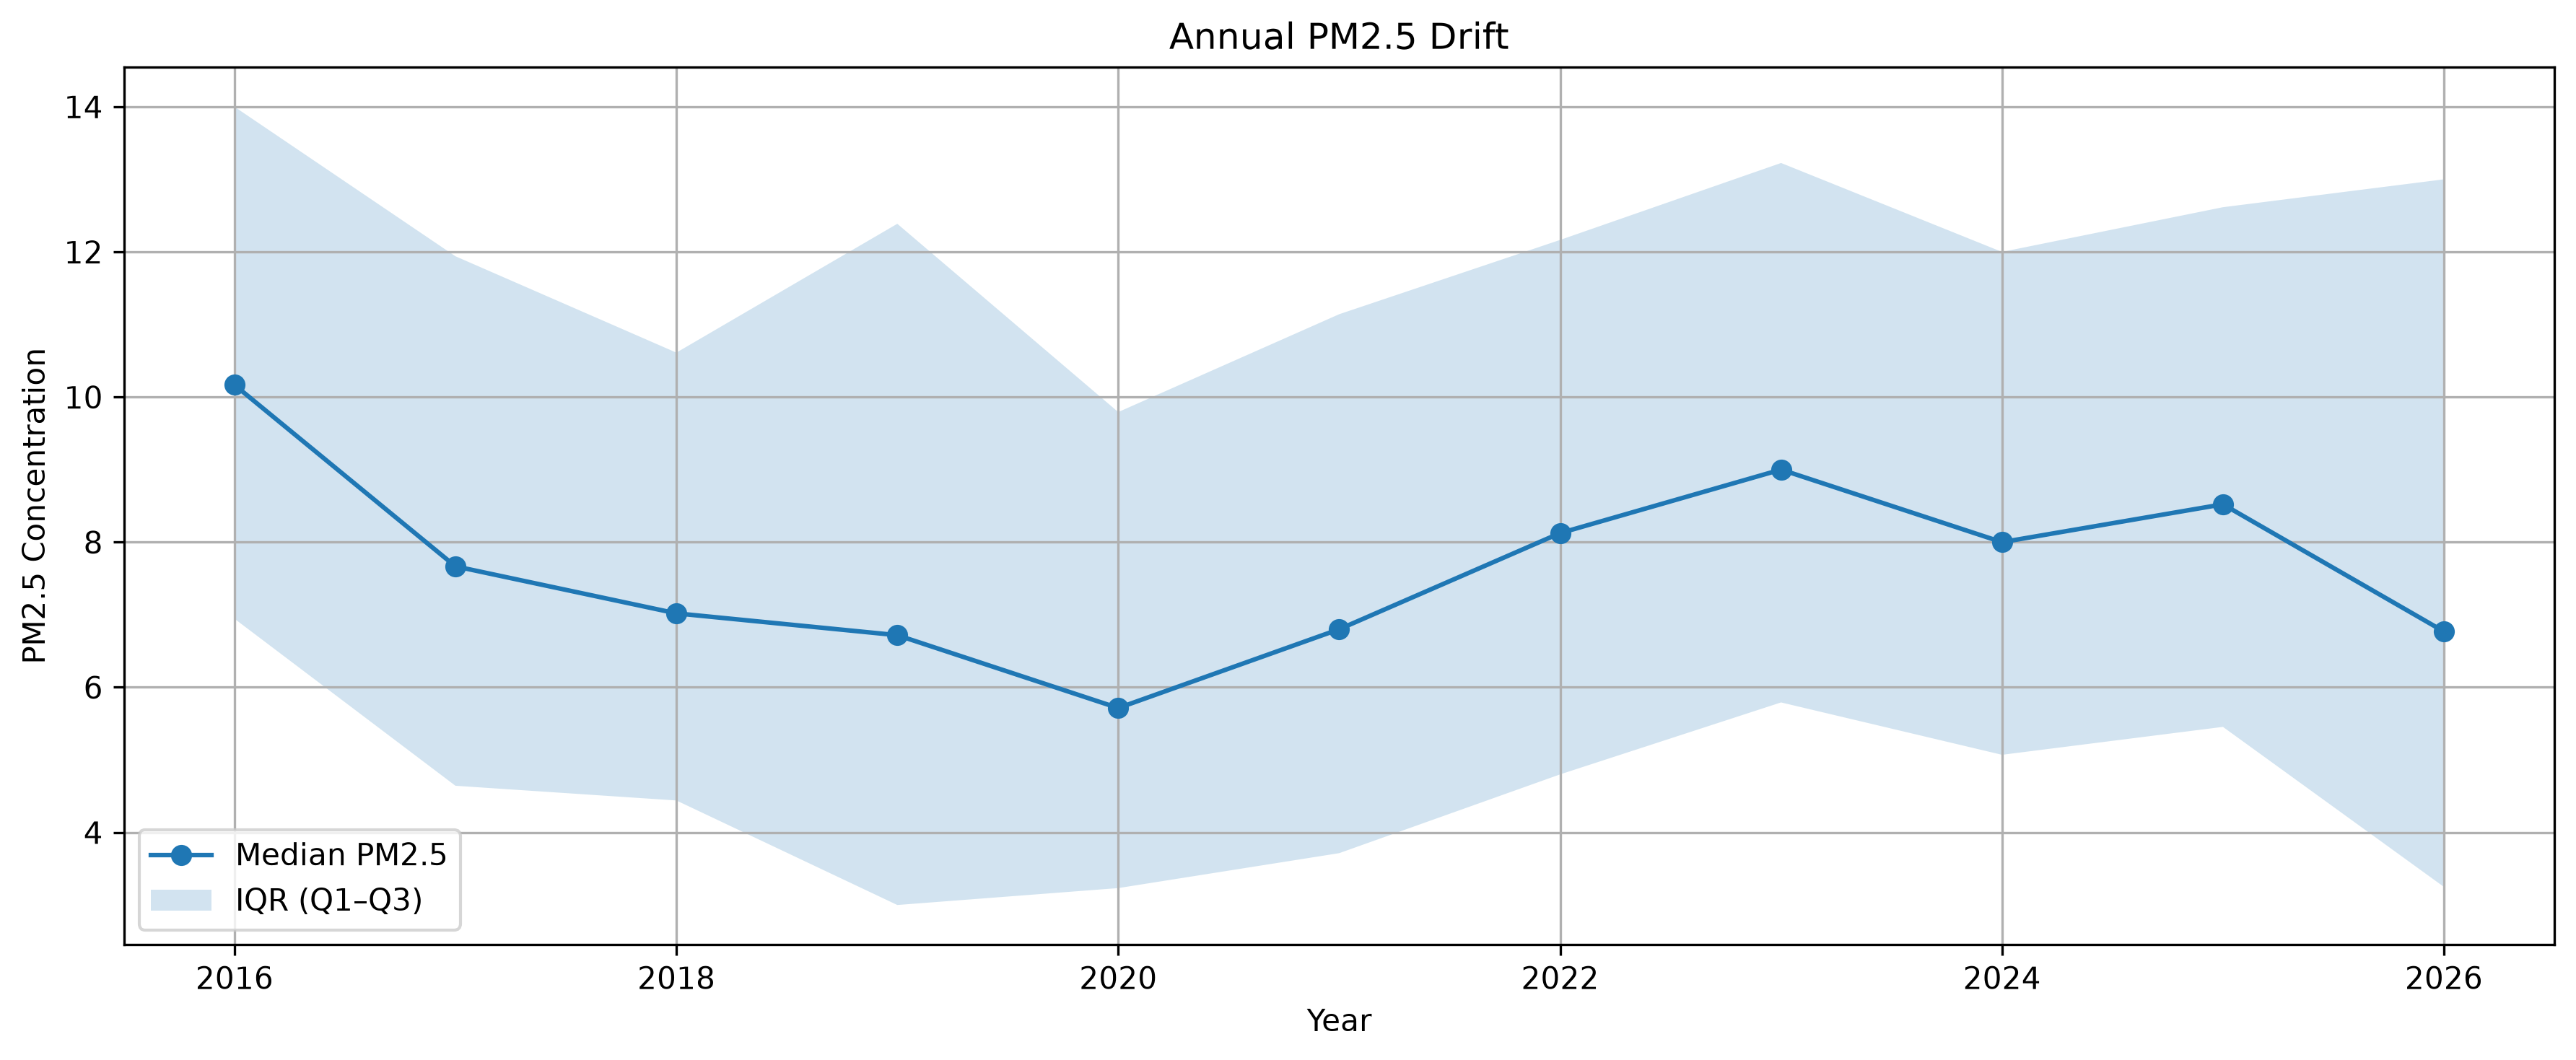 Annual PM2.5 Drift
PM2.5 Concentration
14
12
10
8
6
4
Median PM2.5
IQR (Q1–Q3)
2016 2018 2020 2022 2024 2026
Year